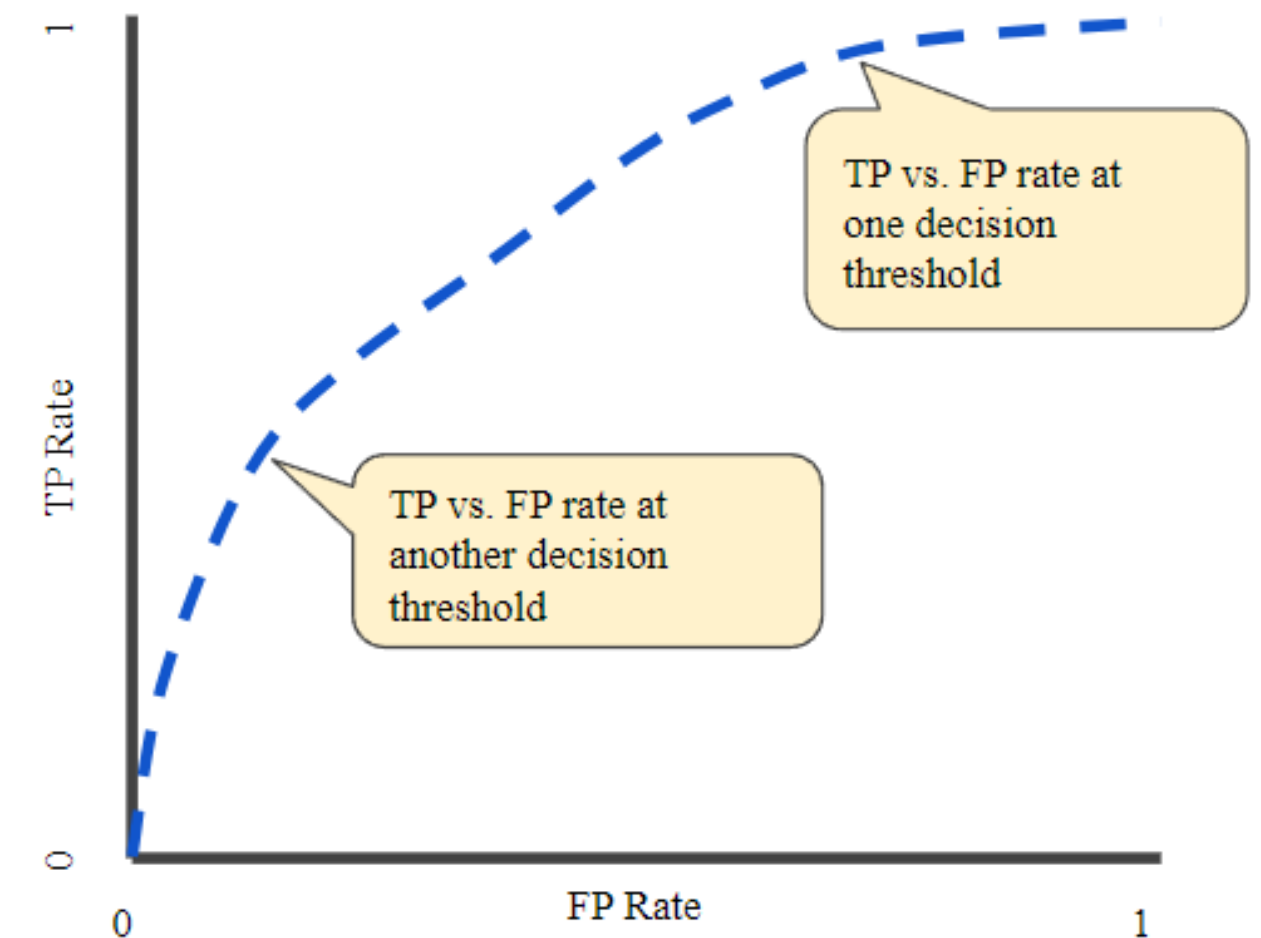 1
TP vs. FP rate at
one decision
threshold
TP Rate
TP vs. FP rate at
another decision
threshold
0
0
FP Rate
1